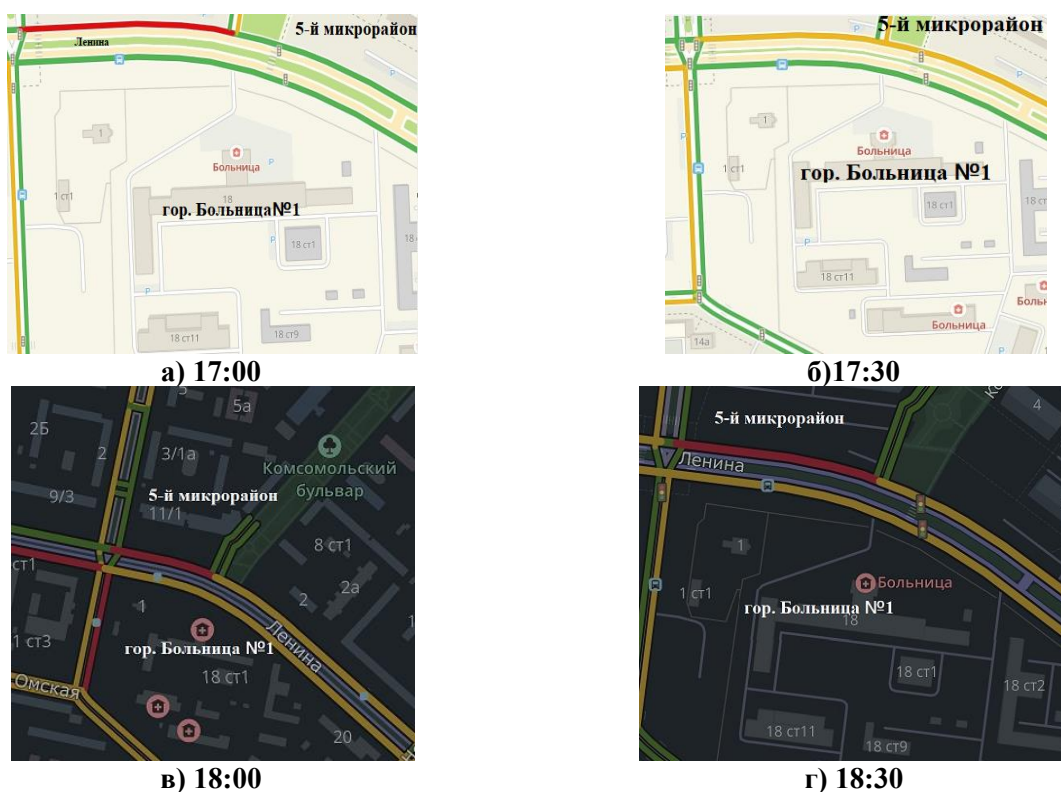 5-й микрорайон
Ленина
P
1
P
Больница
1 ст1
18
гор. Больница№1
18 ст1
P
18 ст11
18 ст9
а) 17:00
5-й микрорайон
P
1
Больница
P
1 ст1
гор. Больница №1
18 ст1
P
18 ст11
Больница
14а
P
б)17:30
5а
2Б
2
3/1а
Комсомольский
бульвар
9/3
5-й микрорайон
11/1
8 ст1
2а
1
2
1 ст3
гор. Больница №1
Ленина
18 ст1
Омская
20
в) 18:00
4
5-й микрорайон
Ленина
1
1 ст1
Больница
гор. Больница №1
18
18 ст1
18 ст2
18 ст11
18 ст9
г) 18:30